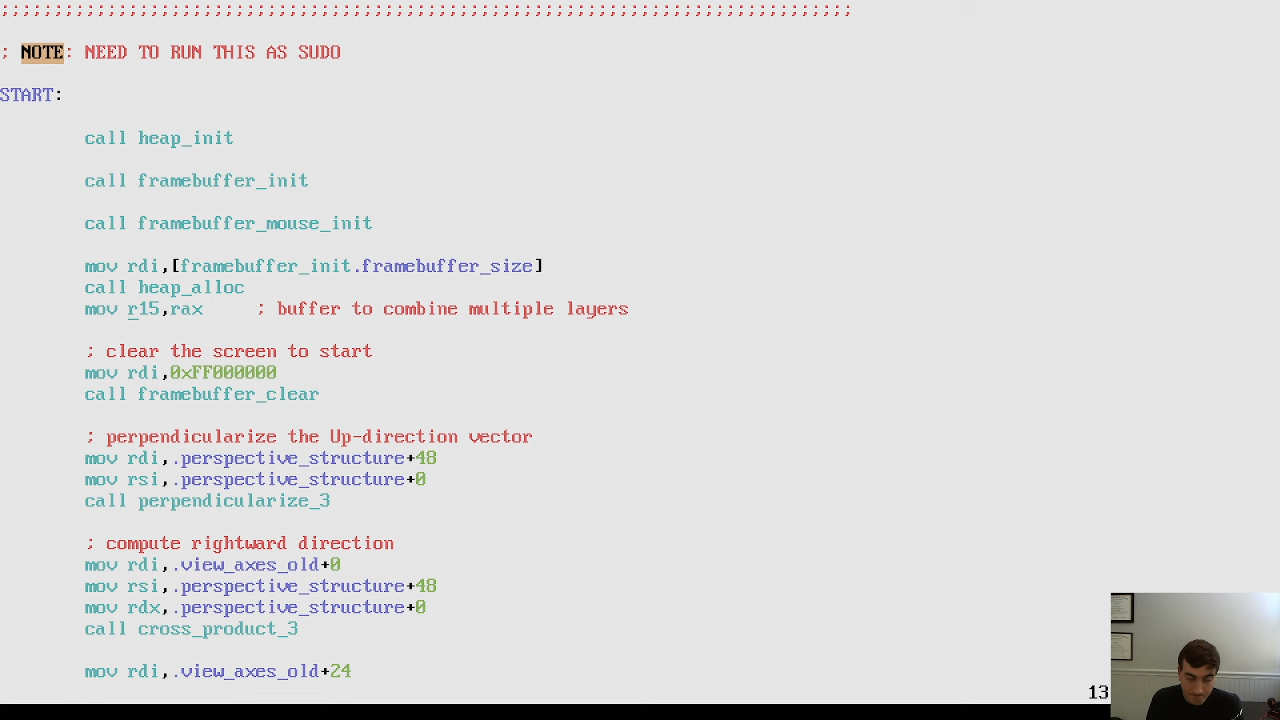 ;;;;;;;;;;;;;;;;;;;;;;;;;;;;;;;;;;;;;;;;;;;;;;;;;;;;;;;;;;;;;;;;;;;;;;;;;;;;;;;;
; NOTE: NEED TO RUN THIS AS SUDO
START:
call heap_init
call framebuffer_init
call framebuffer_mouse_init
mov rdi,[framebuffer_init.framebuffer_size]
call heap_alloc
mov r15,rax ; buffer to combine multiple layers
; clear the screen to start
mov rdi,0xFF000000
call framebuffer_clear
; perpendicularize the Up-direction vector
mov rdi,.perspective_structure+48
mov rsi,.perspective_structure+0
call perpendicularize_3
; compute rightward direction
mov rdi,.view_axes_old+0
mov rsi,.perspective_structure+48
mov rdx,.perspective_structure+0
call cross_product_3
mov rdi,.view_axes_old+24
13